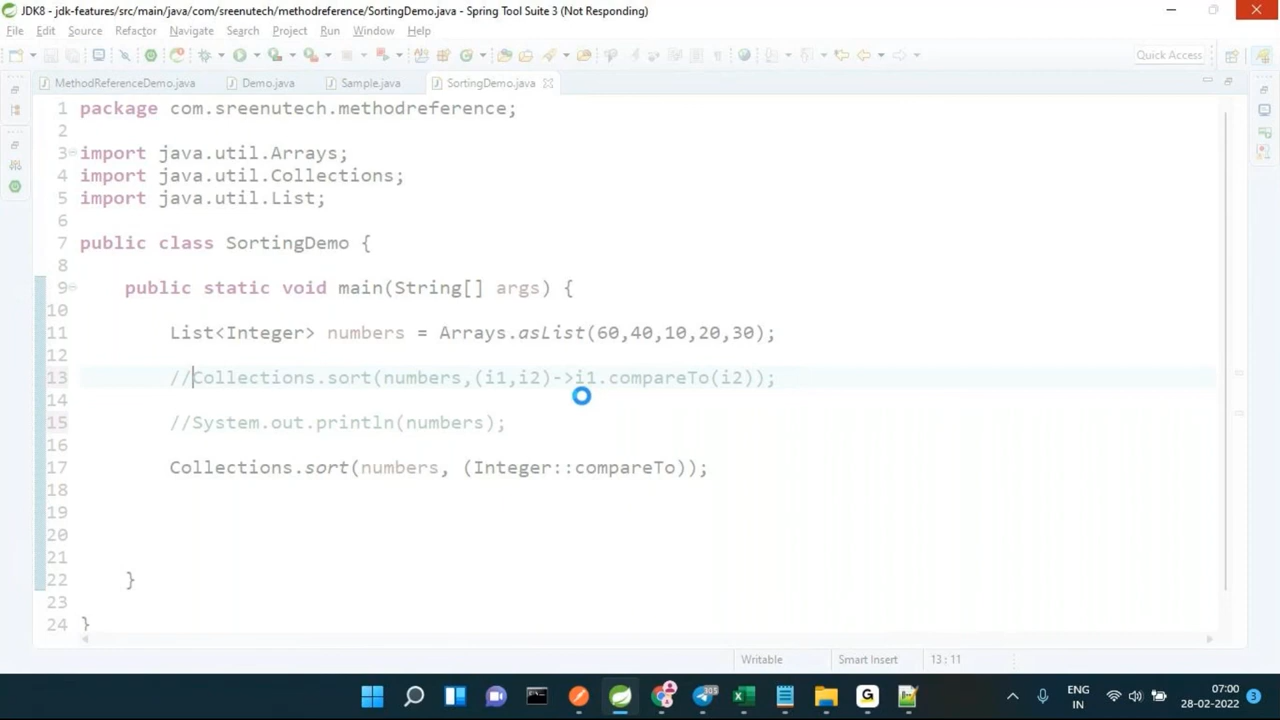 JDK8 - jdk-features/src/main/java/com/sreenutech/methodreference/SortingDemo.java - Spring Tool Suite 3 (Not Responding)
File Edit Source Refactor Navigate Search Project Run Window Help
Quick Access
MethodReferenceDemo.java Demo.java Sample.java SortingDemo.java
1 package com.sreenutech.methodreference;
2
3 import java.util.Arrays;
4 import java.util.Collections;
5 import java.util.List;
6
7 public class SortingDemo {
8
9 public static void main(String[] args) {
10
11 List<Integer> numbers = Arrays.asList(60,40,10,20,30);
12
13 //Collections.sort(numbers,(i1,i2)->i1.compareTo(i2));
14
15 //System.out.println(numbers);
16
17 Collections.sort(numbers, (Integer::compareTo));
18
19
20
21
22 }
23
24 }
Writable Smart Insert 13 : 11
ENG 07:00
IN 28-02-2022 3